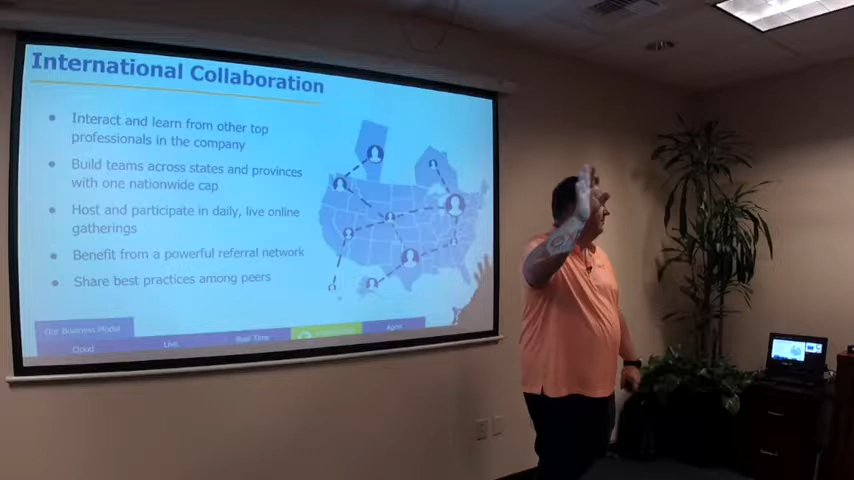 International Collaboration
• Interact and learn from other top
professionals in the company
• Build teams across states and provinces
with one nationwide cap
• Host and participate in daily, live online
gatherings
• Benefit from a powerful referral network
• Share best practices among peers
Our Business Model
Agent
Cloud
Live
Real Time